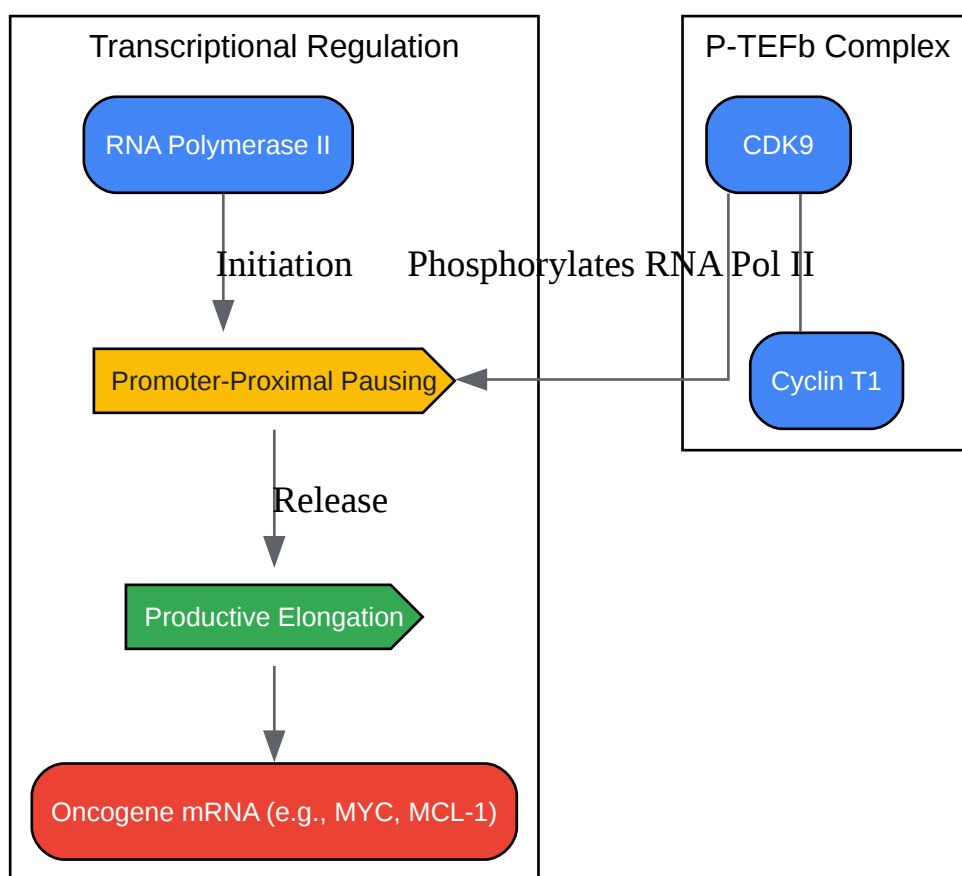 Transcriptional Regulation
P-TEFb Complex
RNA Polymerase II
CDK9
Initiation
Phosphorylates RNA Pol II
Promoter-Proximal Pausing
Cyclin T1
Release
Productive Elongation
Oncogene mRNA (e.g., MYC, MCL-1)